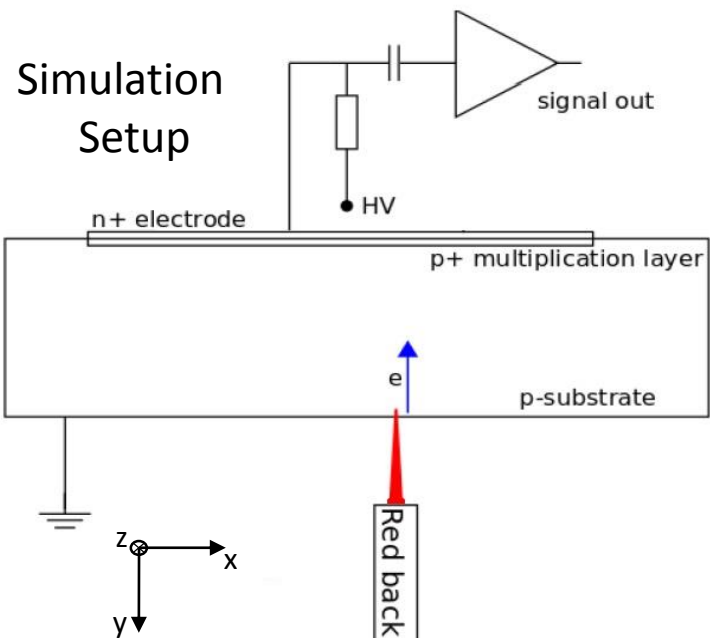 Simulation
Setup
signal out
HV
n+ electrode
p+ multiplication layer
e
p-substrate
Red back
z
x
y